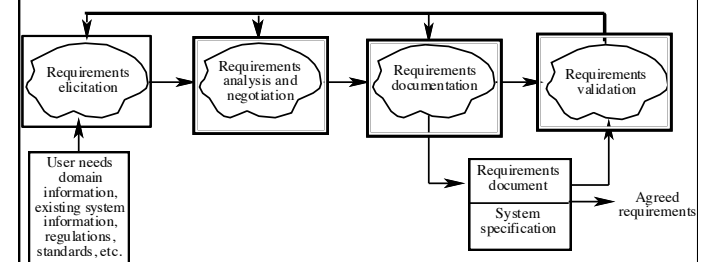 Requirements
elicitation
Requirements
analysis and
negotiation
Requirements
documentation
Requirements
validation
User needs
domain
information,
existing system
information,
regulations,
standards, etc.
Requirements
document
System
specification
Agreed
requirements